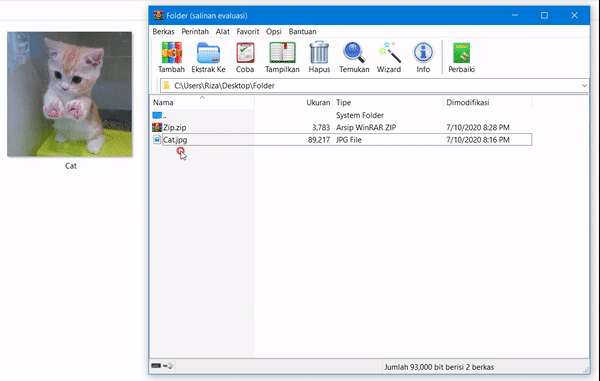 Folder (salinan evaluasi)
Berkas Perintah Alat Favorit Opsi Bantuan
Tambah Ekstrak Ke Coba Tampilkan Hapus Temukan Wizard Info Perbaiki
C:\Users\Riza\Desktop\Folder
Nama Ukuran Tipe Dimodifikasi
.. System Folder
Zip.zip 3,783 Arsip WinRAR ZIP 7/10/2020 8:28 PM
Cat.jpg 89,217 JPG File 7/10/2020 8:16 PM
Cat
Jumlah 93,000 bit berisi 2 berkas